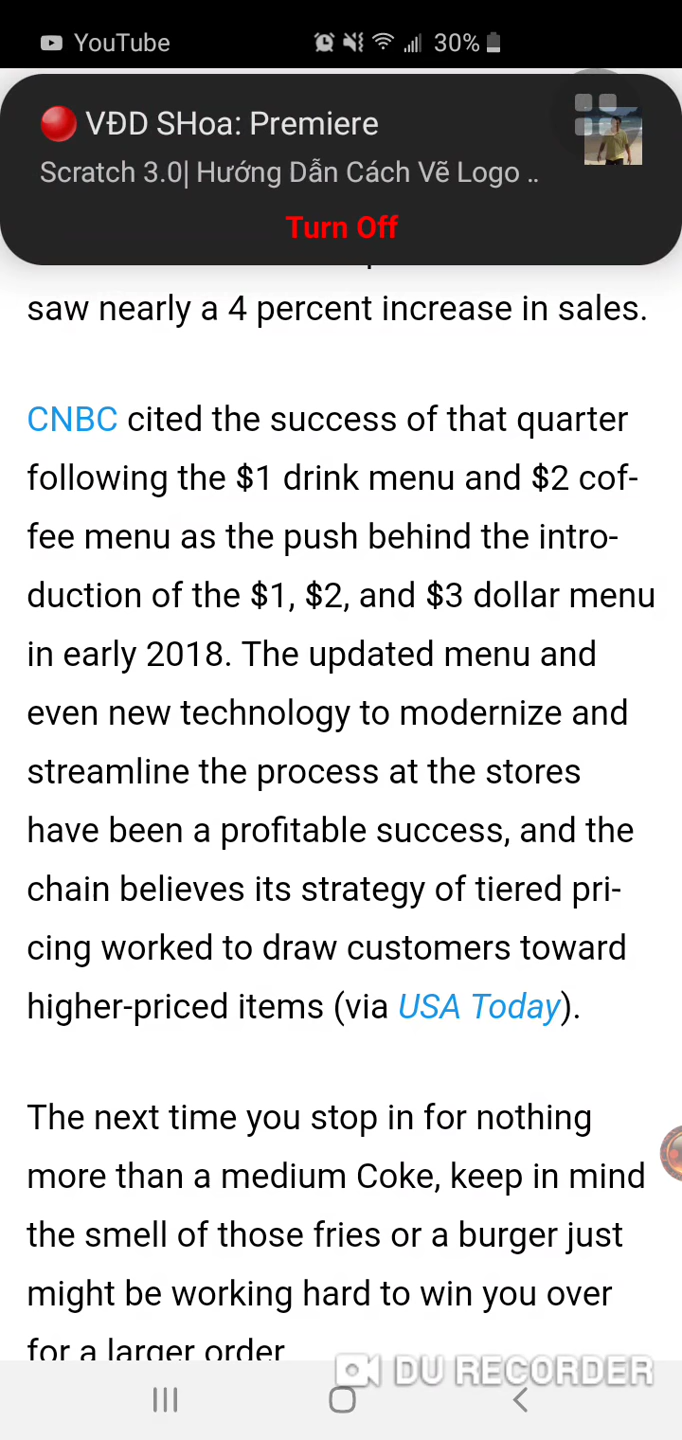 YouTube
30%
VĐD SHoa: Premiere
Scratch 3.0| Hướng Dẫn Cách Vẽ Logo ..
Turn Off
saw nearly a 4 percent increase in sales.
CNBC cited the success of that quarter
following the $1 drink menu and $2 cof-
fee menu as the push behind the intro-
duction of the $1, $2, and $3 dollar menu
in early 2018. The updated menu and
even new technology to modernize and
streamline the process at the stores
have been a profitable success, and the
chain believes its strategy of tiered pri-
cing worked to draw customers toward
higher-priced items (via USA Today).
The next time you stop in for nothing
more than a medium Coke, keep in mind
the smell of those fries or a burger just
might be working hard to win you over
for a larger order
DU RECORDER